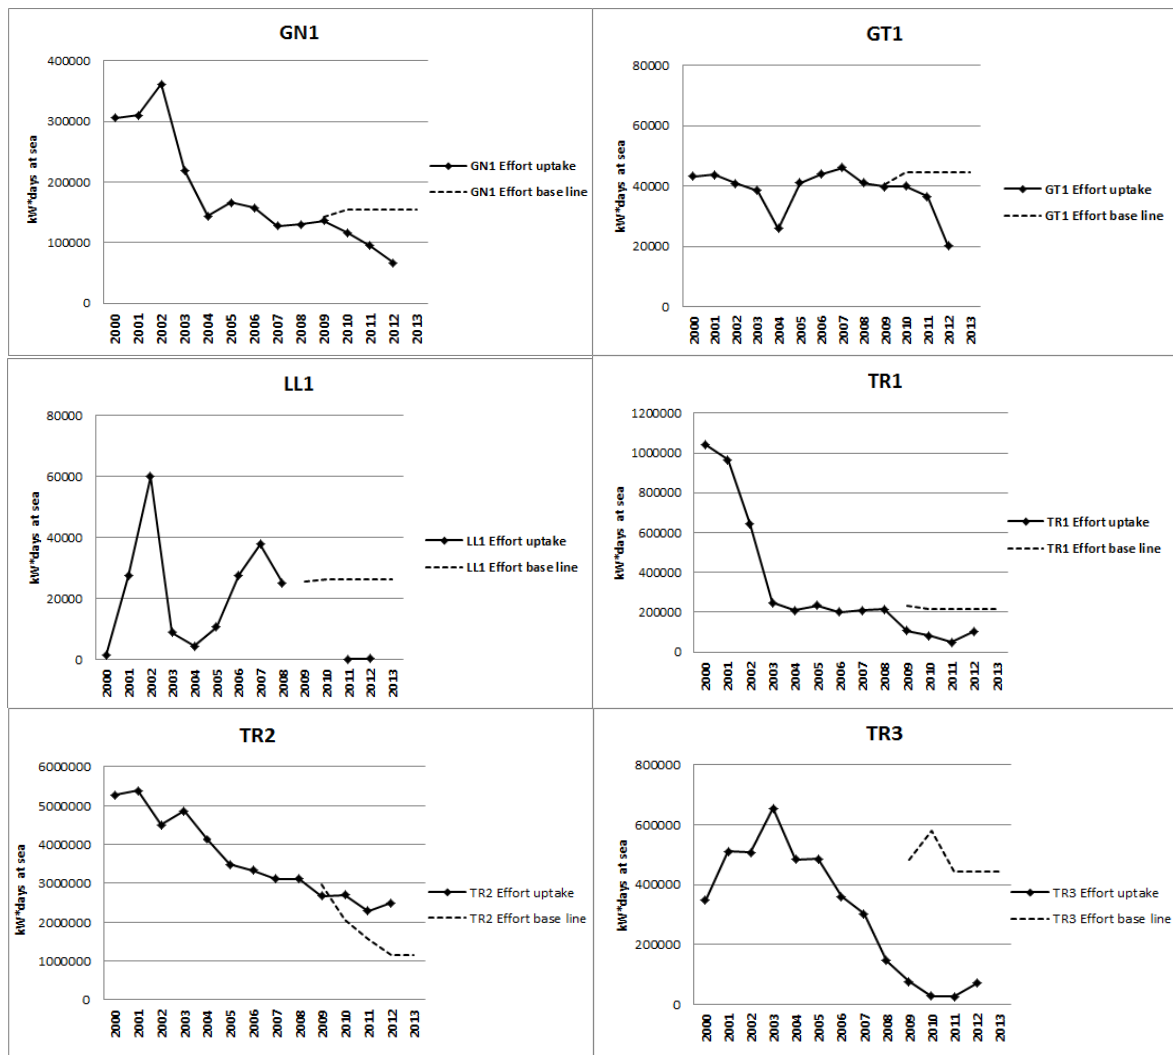 GN1
400000
300000
200000
100000
0
kW*days at sea
2000 2001 2002 2003 2004 2005 2006 2007 2008 2009 2010 2011 2012 2013
GN1 Effort uptake
GN1 Effort base line
GT1
80000
60000
40000
20000
0
kW*days at sea
2000 2001 2002 2003 2004 2005 2006 2007 2008 2009 2010 2011 2012 2013
GT1 Effort uptake
GT1 Effort base line
LL1
80000
60000
40000
20000
0
kW*days at sea
2000 2001 2002 2003 2004 2005 2006 2007 2008 2009 2010 2011 2012 2013
LL1 Effort uptake
LL1 Effort base line
TR1
1200000
1000000
800000
600000
400000
200000
0
kW*days at sea
2000 2001 2002 2003 2004 2005 2006 2007 2008 2009 2010 2011 2012 2013
TR1 Effort uptake
TR1 Effort base line
TR2
6000000
5000000
4000000
3000000
2000000
1000000
0
kW*days at sea
2000 2001 2002 2003 2004 2005 2006 2007 2008 2009 2010 2011 2012 2013
TR2 Effort uptake
TR2 Effort base line
TR3
800000
600000
400000
200000
0
kW*days at sea
2000 2001 2002 2003 2004 2005 2006 2007 2008 2009 2010 2011 2012 2013
TR3 Effort uptake
TR3 Effort base line